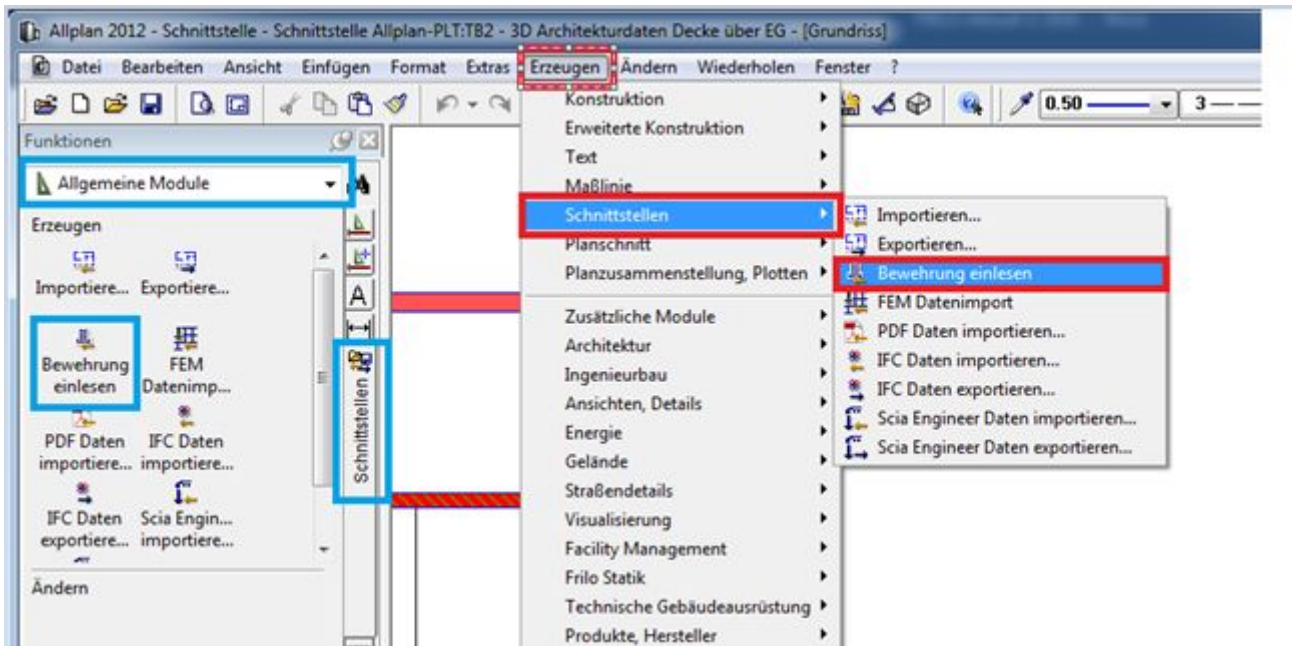 Allplan 2012 - Schnittstelle - Schnittstelle Allplan-PLT:TB2 - 3D Architekturdaten Decke über EG - [Grundriss]
Datei Bearbeiten Ansicht Einfügen Format Extras Erzeugen Ändern Wiederholen Fenster ?
0.50 3
Funktionen
Allgemeine Module
Erzeugen
Importiere... Exportiere...
Bewehrung einlesen
FEM Datenimp...
PDF Daten importiere...
IFC Daten importiere...
IFC Daten exportiere...
Scia Engin... importiere...
Ändern
A
Schnittstellen
Konstruktion
Erweiterte Konstruktion
Text
Maßlinie
Schnittstellen
Planschnitt
Planzusammenstellung, Plotten
Zusätzliche Module
Architektur
Ingenieurbau
Ansichten, Details
Energie
Gelände
Straßendetails
Visualisierung
Facility Management
Frilo Statik
Technische Gebäudeausrüstung
Produkte, Hersteller
Importieren...
Exportieren...
Bewehrung einlesen
FEM Datenimport
PDF Daten importieren...
IFC Daten importieren...
IFC Daten exportieren...
Scia Engineer Daten importieren...
Scia Engineer Daten exportieren...